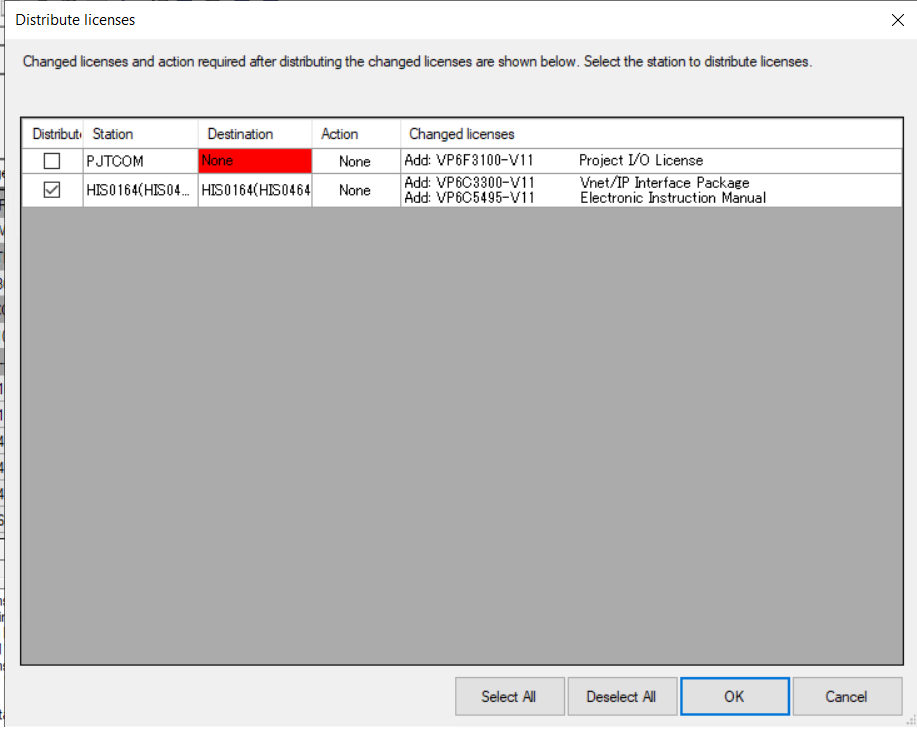 Distribute licenses
Changed licenses and action required after distributing the changed licenses are shown below. Select the station to distribute licenses.
Distribute Station Destination Action Changed licenses
PJTCOM None None Add: VP6F3100-V11 Project I/O License
HIS0164(HIS04... HIS0164(HIS0464 None Add: VP6C3300-V11 Vnet/IP Interface Package
Add: VP6C5495-V11 Electronic Instruction Manual
Select All Deselect All OK Cancel